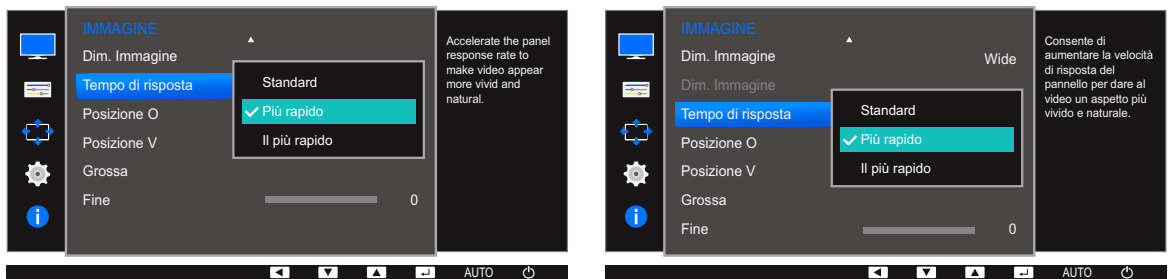 IMMAGINE
Dim. Immagine
Tempo di risposta
Posizione O
Posizione V
Grossa
Fine
0
Standard
Più rapido
Il più rapido
Accelerate the panel
response rate to
make video appear
more vivid and
natural.
AUTO
IMMAGINE
Dim. Immagine
Wide
Dim. Immagine
Tempo di risposta
Posizione O
Posizione V
Grossa
Fine
0
Standard
Più rapido
Il più rapido
Consente di
aumentare la velocità
di risposta del
pannello per dare al
video un aspetto più
vivido e naturale.
AUTO